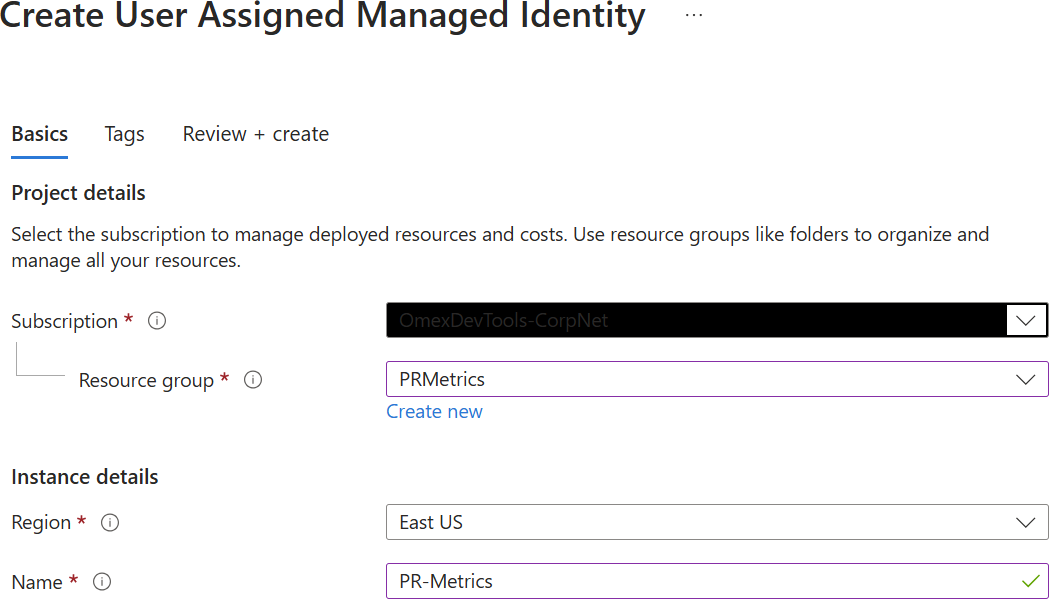 Create User Assigned Managed Identity ...
Basics Tags Review + create
Project details
Select the subscription to manage deployed resources and costs. Use resource groups like folders to organize and
manage all your resources.
Subscription *
OmexDevTools-CorpNet
Resource group *
PRMetrics
Create new
Instance details
Region *
East US
Name *
PR-Metrics